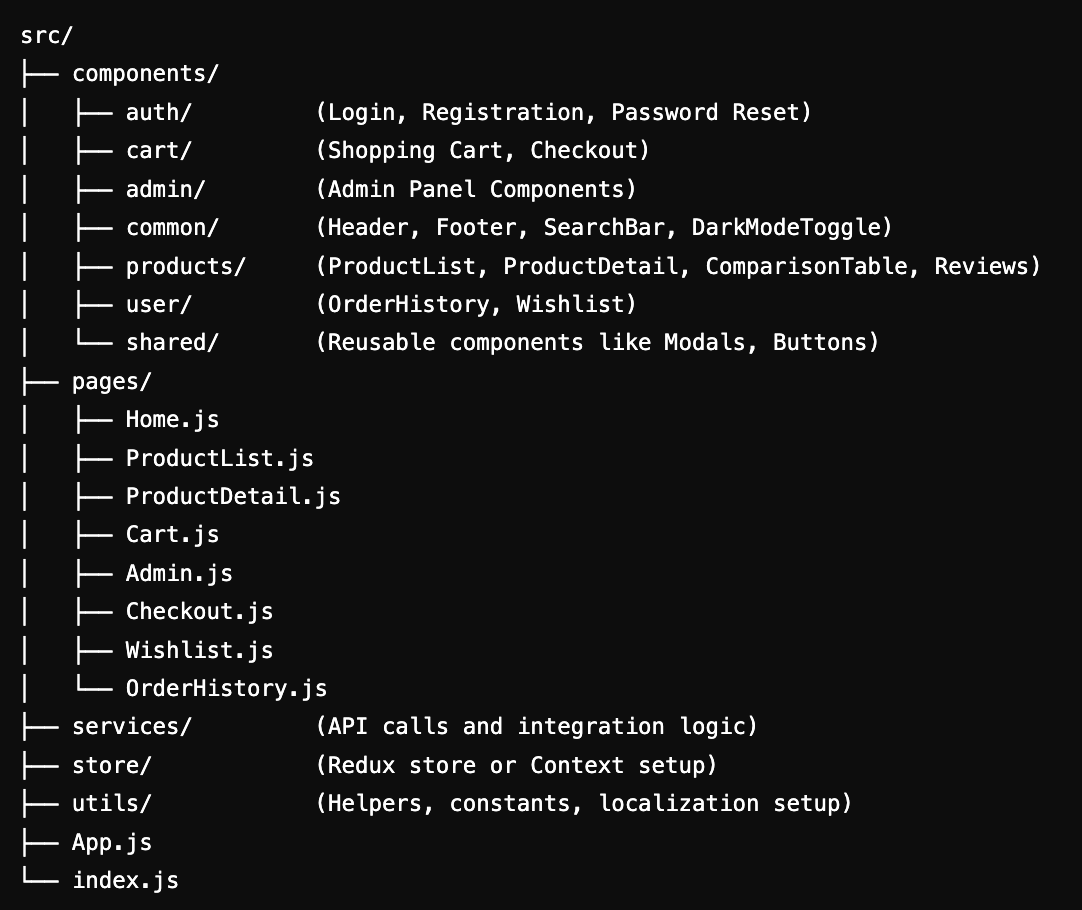 src/
├── components/
│   ├── auth/         (Login, Registration, Password Reset)
│   ├── cart/         (Shopping Cart, Checkout)
│   ├── admin/        (Admin Panel Components)
│   ├── common/       (Header, Footer, SearchBar, DarkModeToggle)
│   ├── products/     (ProductList, ProductDetail, ComparisonTable, Reviews)
│   ├── user/         (OrderHistory, Wishlist)
│   └── shared/       (Reusable components like Modals, Buttons)
├── pages/
│   ├── Home.js
│   ├── ProductList.js
│   ├── ProductDetail.js
│   ├── Cart.js
│   ├── Admin.js
│   ├── Checkout.js
│   ├── Wishlist.js
│   └── OrderHistory.js
├── services/         (API calls and integration logic)
├── store/            (Redux store or Context setup)
├── utils/            (Helpers, constants, localization setup)
├── App.js
└── index.js